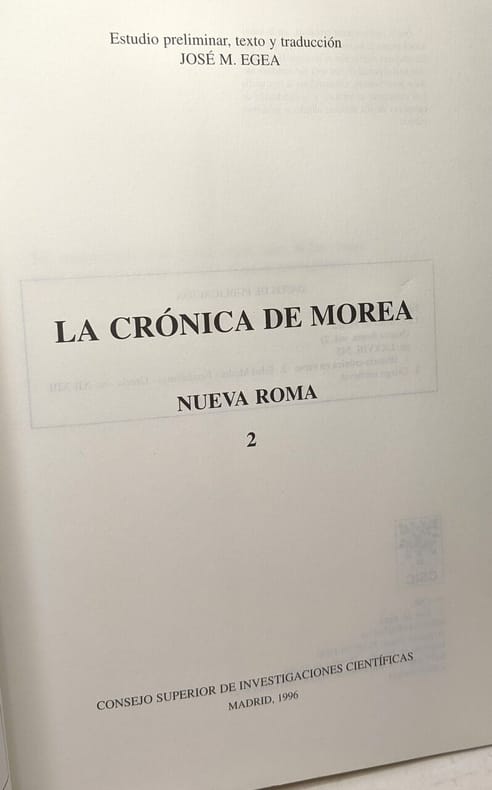 Estudio preliminar, texto y traducción
JOSÉ M. EGEA
LA CRÓNICA DE MOREA
NUEVA ROMA
2
CONSEJO SUPERIOR DE INVESTIGACIONES CIENTÍFICAS
MADRID, 1996